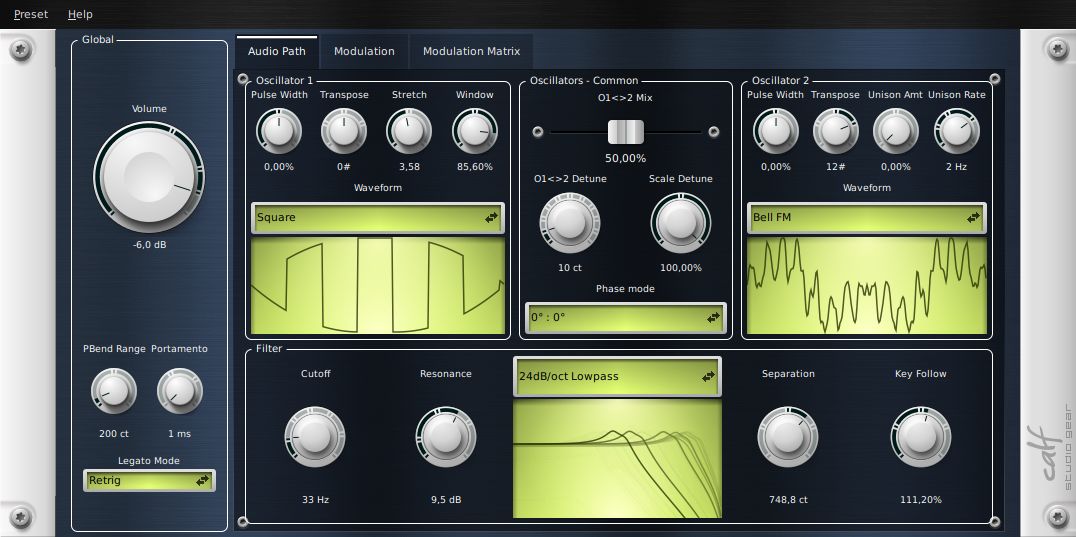 Preset Help
Global
Volume
-6,0 dB
PBend Range Portamento
200 ct 1 ms
Legato Mode
Retrig
Audio Path Modulation Modulation Matrix
Oscillator 1
Pulse Width Transpose Stretch Window
0,00% 0# 3,58 85,60%
Waveform
Square
Oscillators - Common
O1<>2 Mix
50,00%
O1<>2 Detune Scale Detune
10 ct 100,00%
Phase mode
0° : 0°
Oscillator 2
Pulse Width Transpose Unison Amt Unison Rate
0,00% 12# 0,00% 2 Hz
Waveform
Bell FM
Filter
Cutoff Resonance
33 Hz 9,5 dB
24dB/oct Lowpass
Separation Key Follow
748,8 ct 111,20%
calf
studio gear